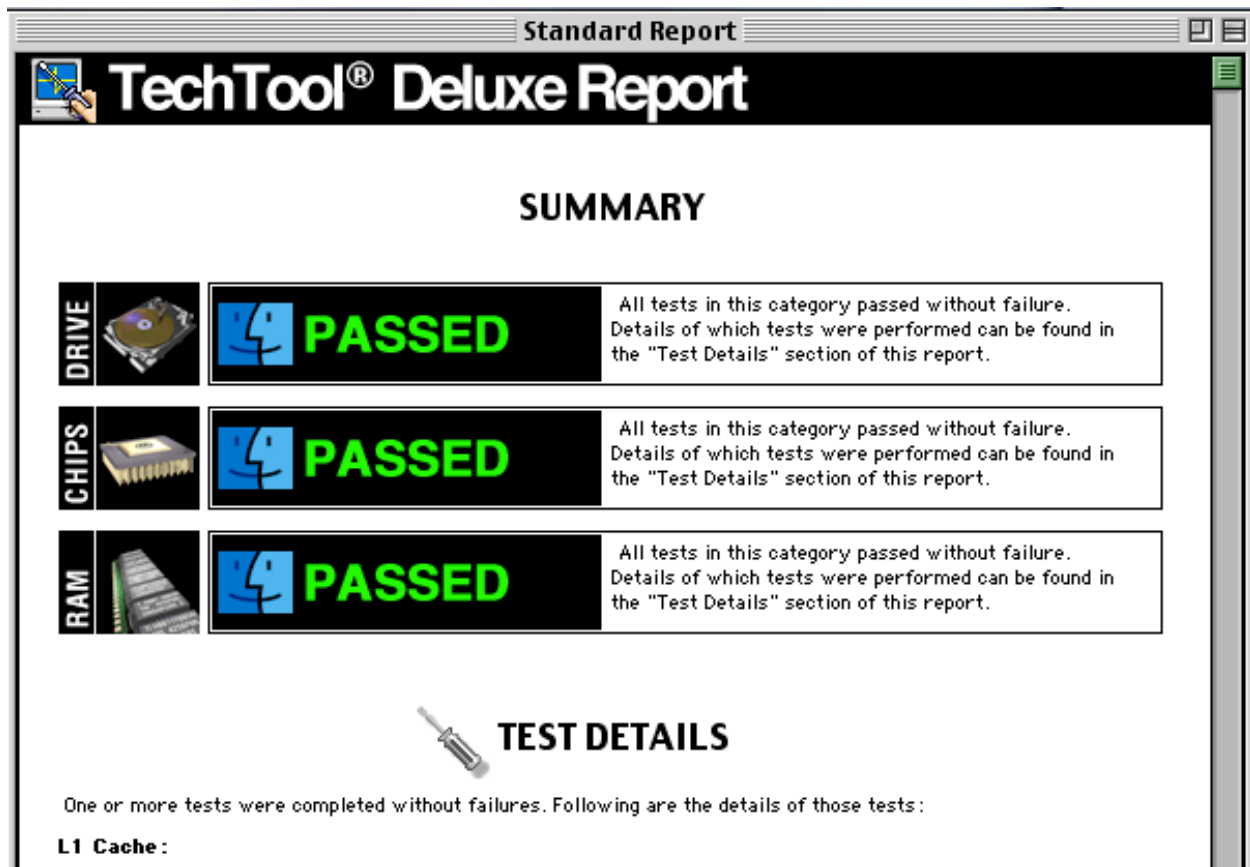 Standard Report
TechTool® Deluxe Report
SUMMARY
DRIVE
PASSED
All tests in this category passed without failure.
Details of which tests were performed can be found in
the "Test Details" section of this report.
CHIPS
PASSED
All tests in this category passed without failure.
Details of which tests were performed can be found in
the "Test Details" section of this report.
RAM
PASSED
All tests in this category passed without failure.
Details of which tests were performed can be found in
the "Test Details" section of this report.
TEST DETAILS
One or more tests were completed without failures. Following are the details of those tests:
L1 Cache: